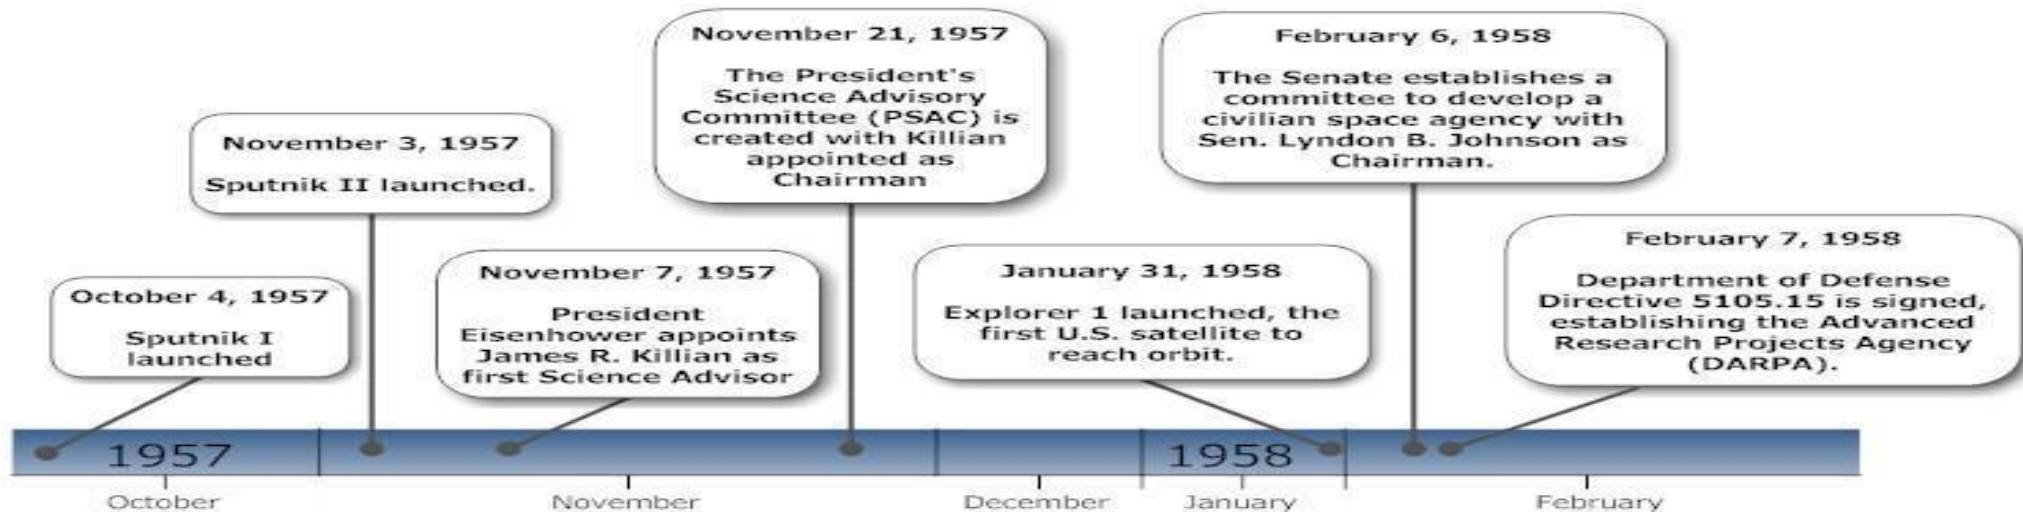 October 4, 1957
Sputnik I
launched
November 3, 1957
Sputnik II launched.
November 7, 1957
President
Eisenhower appoints
James R. Killian as
first Science Advisor
November 21, 1957
The President's
Science Advisory
Committee (PSAC) is
created with Killian
appointed as
Chairman
January 31, 1958
Explorer 1 launched, the
first U.S. satellite to
reach orbit.
February 6, 1958
The Senate establishes a
committee to develop a
civilian space agency with
Sen. Lyndon B. Johnson as
Chairman.
February 7, 1958
Department of Defense
Directive 5105.15 is signed,
establishing the Advanced
Research Projects Agency
(DARPA).
1957
1958
October
November
December
January
February